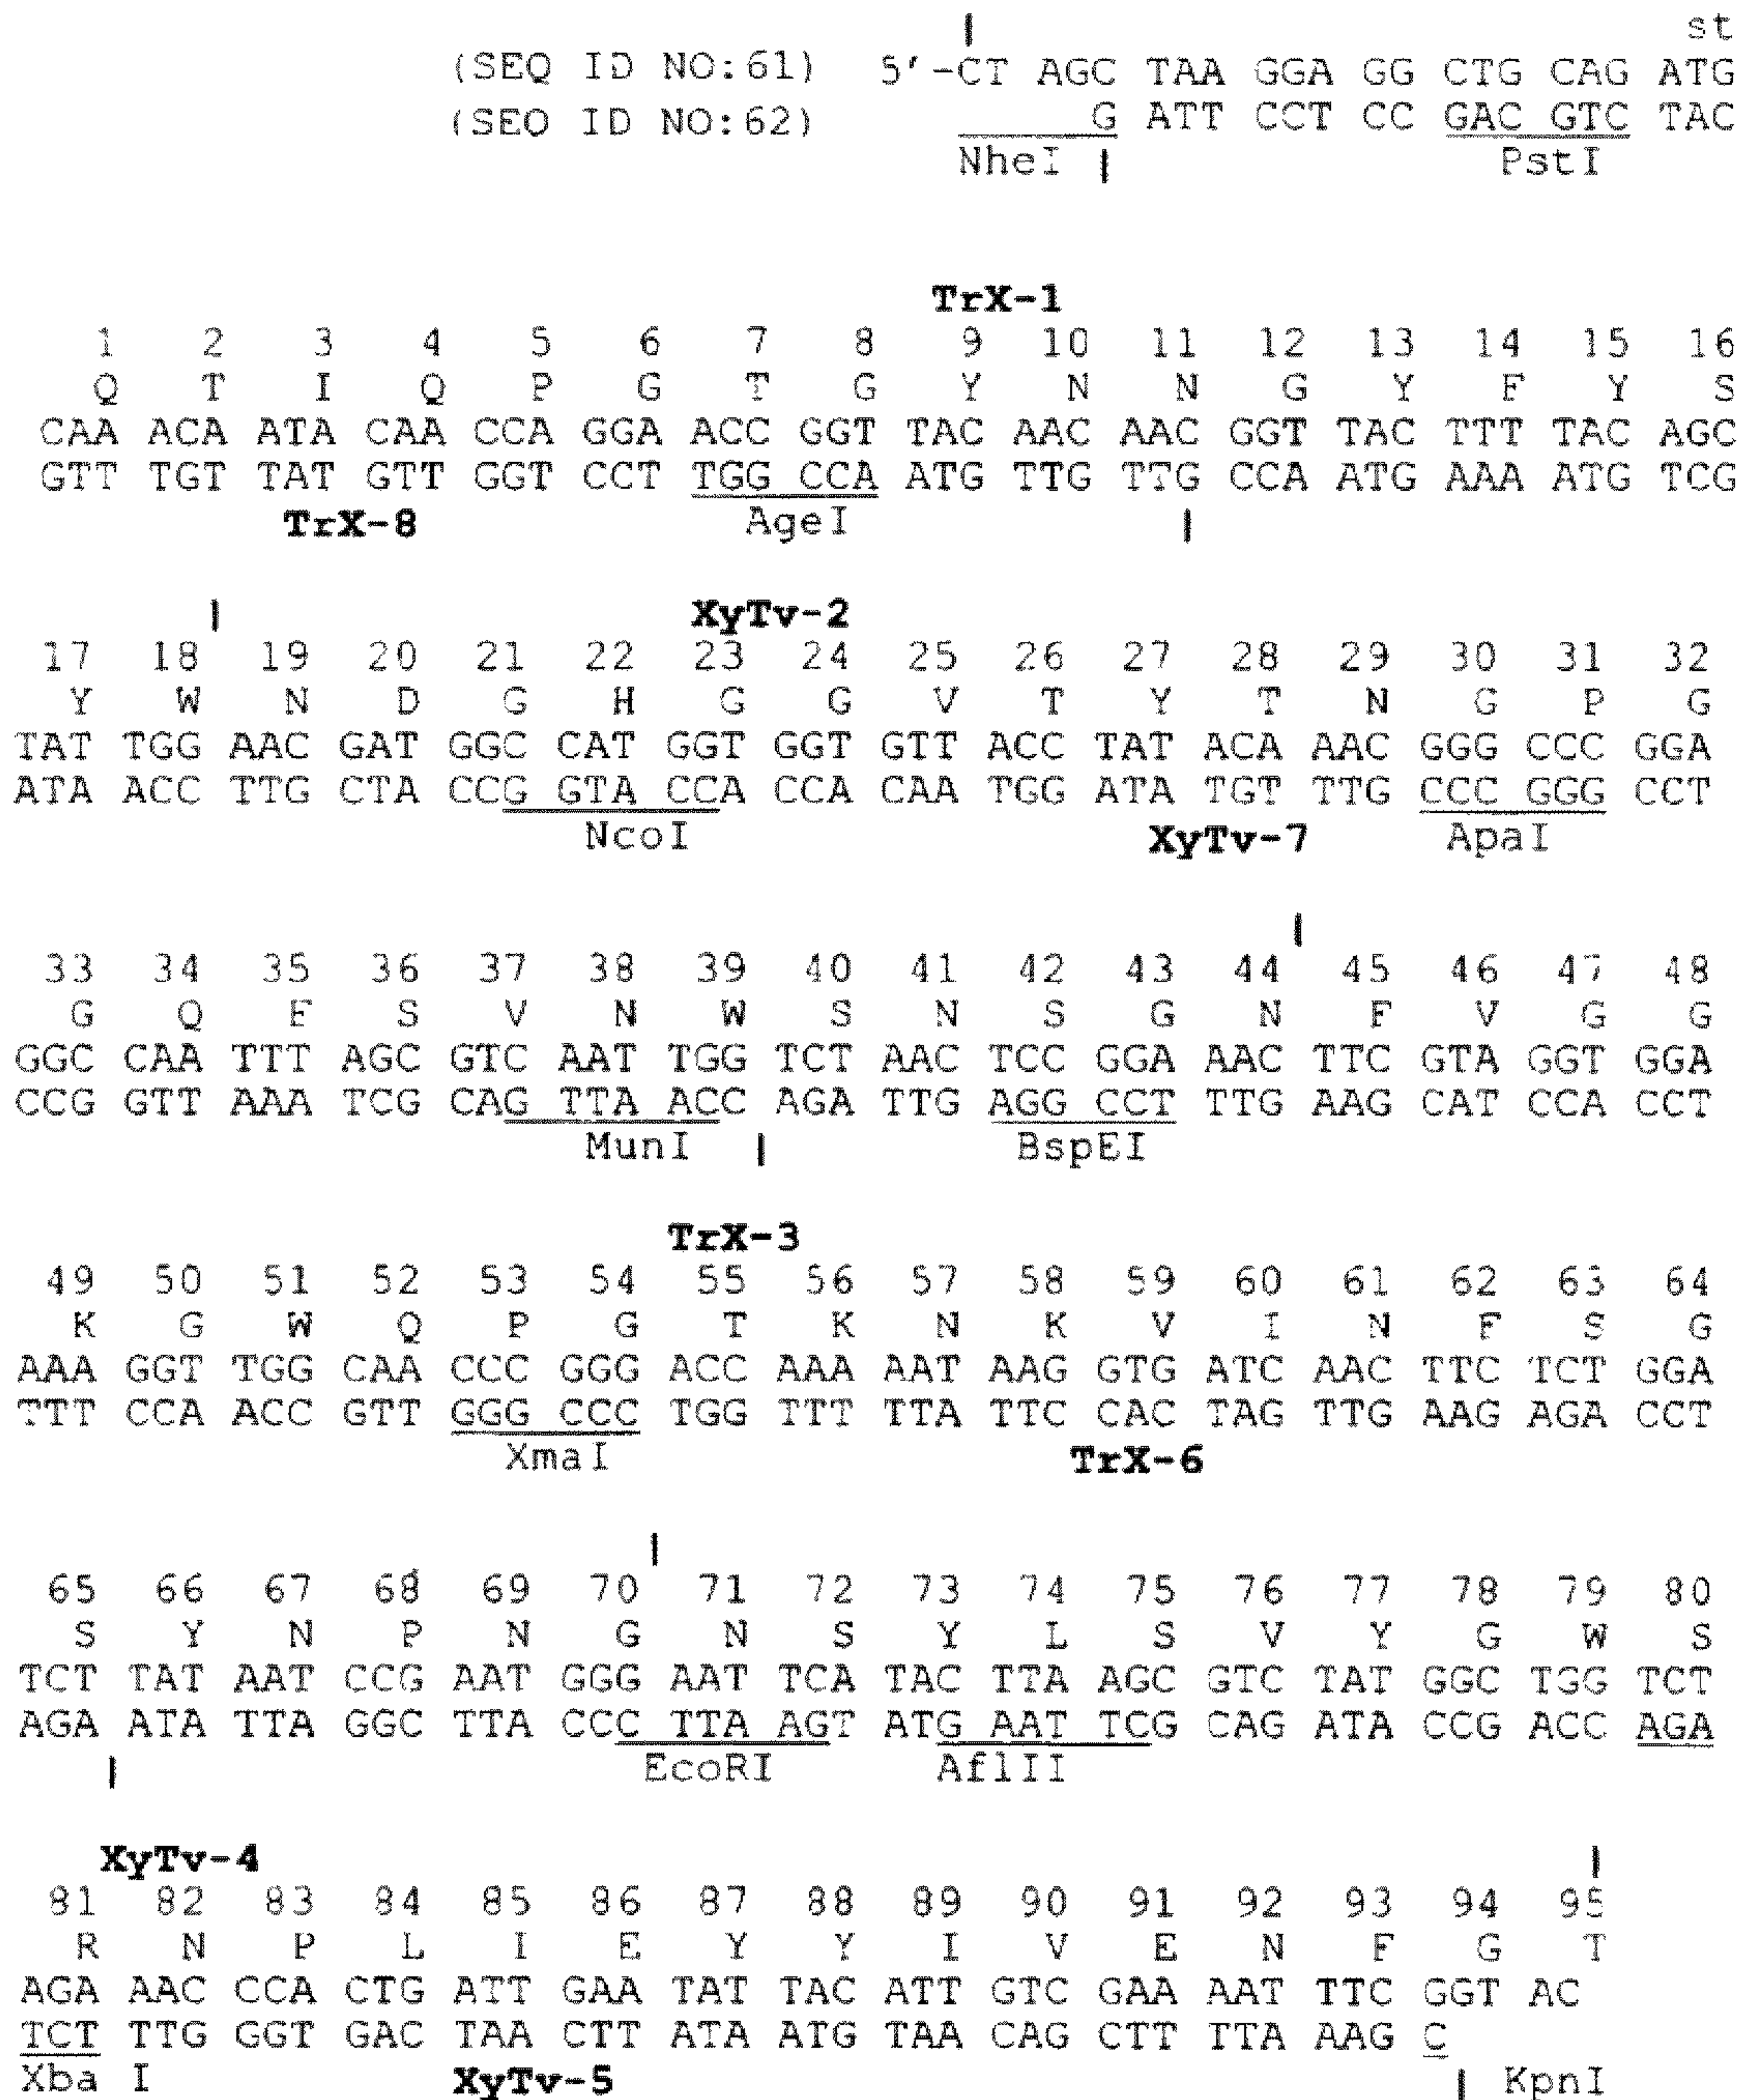 st
(SEQ ID NO:61) 5'-CT AGC TAA GGA GG CTG CAG ATG
(SEQ ID NO:62) G ATT CCT CC GAC GTC TAC
NheI PstI
TrX-1
1 2 3 4 5 6 7 8 9 10 11 12 13 14 15 16
Q T I Q P G T G Y N N G Y F Y S
CAA ACA ATA CAA CCA GGA ACC GGT TAC AAC AAC GGT TAC TTT TAC AGC
GTT TGT TAT GTT GGT CCT TGG CCA ATG TTG TTG CCA ATG AAA ATG TCG
TrX-8 AgeI
XyTv-2
17 18 19 20 21 22 23 24 25 26 27 28 29 30 31 32
Y W N D G H G G V T Y T N G P G
TAT TGG AAC GAT GGC CAT GGT GGT GTT ACC TAT ACA AAC GGG CCC GGA
ATA ACC TTG CTA CCG GTA CCA CCA CAA TGG ATA TGT TTG CCC GGG CCT
NcoI XyTv-7 ApaI
33 34 35 36 37 38 39 40 41 42 43 44 45 46 47 48
G Q F S V N W S N S G N F V G G
GGC CAA TTT AGC GTC AAT TGG TCT AAC TCC GGA AAC TTC GTA GGT GGA
CCG GTT AAA TCG CAG TTA ACC AGA TTG AGG CCT TTG AAG CAT CCA CCT
MunI BspEI
TrX-3
49 50 51 52 53 54 55 56 57 58 59 60 61 62 63 64
K G W Q P G T K N K V I N F S G
AAA GGT TGG CAA CCC GGG ACC AAA AAT AAG GTG ATC AAC TTC TCT GGA
TTT CCA ACC GTT GGG CCC TGG TTT TTA TTC CAC TAG TTG AAG AGA CCT
XmaI TrX-6
65 66 67 68 69 70 71 72 73 74 75 76 77 78 79 80
S Y N P N G N S Y L S V Y G W S
TCT TAT AAT CCG AAT GGG AAT TCA TAC TTA AGC GTC TAT GGC TGG TCT
AGA ATA TTA GGC TTA CCC TTA AGT ATG AAT TCG CAG ATA CCG ACC AGA
EcoRI AflII
XyTv-4
81 82 83 84 85 86 87 88 89 90 91 92 93 94 95
R N P L I E Y Y I V E N F G T
AGA AAC CCA CTG ATT GAA TAT TAC ATT GTC GAA AAT TTC GGT AC
TCT TTG GGT GAC TAA CTT ATA ATG TAA CAG CTT TTA AAG C
Xba I XyTv-5 KpnI